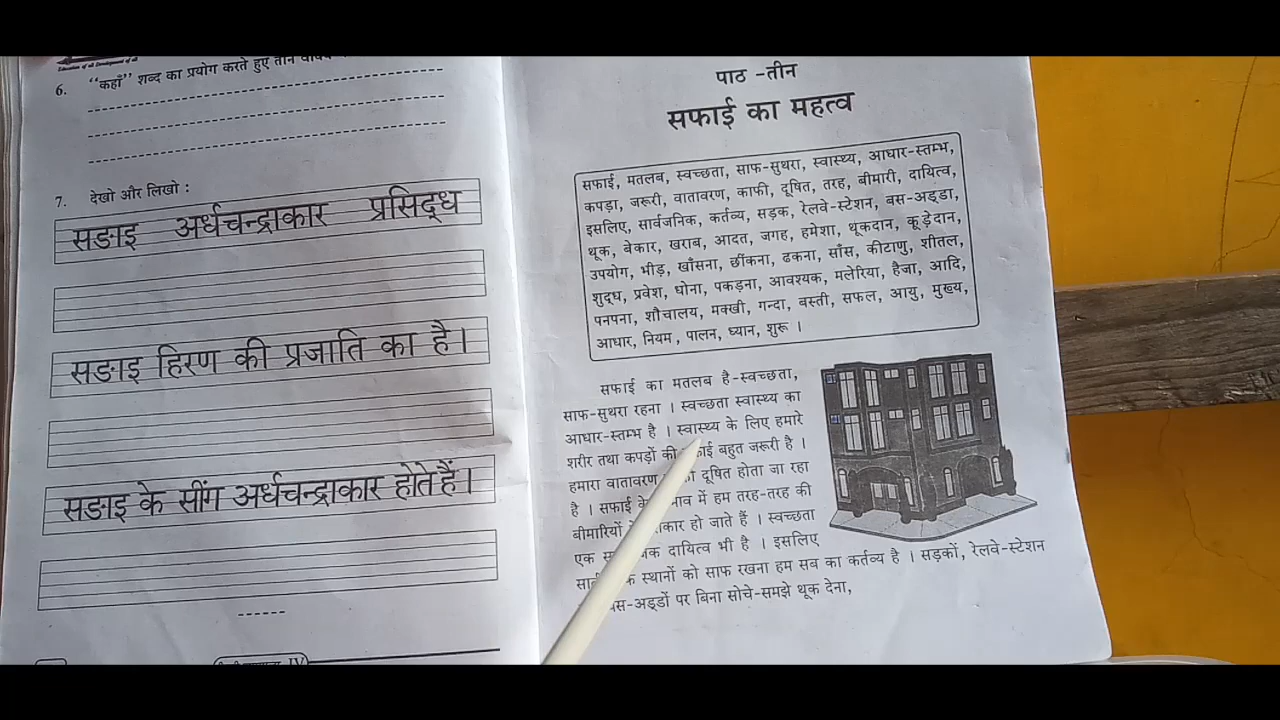 6. "कहाँ" शब्द का प्रयोग करते हुए तीन
7. देखो और लिखो :
सङाइ अर्धचन्द्राकार प्रसिद्ध
सङाइ हिरण की प्रजाति का है।
सङाइ के सींग अर्धचन्द्राकार होते हैं।
पाठ -तीन
सफाई का महत्व
सफाई, मतलब, स्वच्छता, साफ-सुथरा, स्वास्थ्य, आधार-स्तम्भ,
कपड़ा, जरूरी, वातावरण, काफी, दूषित, तरह, बीमारी, दायित्व,
इसलिए, सार्वजनिक, कर्तव्य, सड़क, रेलवे-स्टेशन, बस-अड्डा,
थूक, बेकार, खराब, आदत, जगह, हमेशा, थूकदान, कूड़ेदान,
उपयोग, भीड़, खाँसना, छींकना, ढकना, साँस, कीटाणु, शीतल,
शुद्ध, प्रवेश, धोना, पकड़ना, आवश्यक, मलेरिया, हैजा, आदि,
पनपना, शौचालय, मक्खी, गन्दा, बस्ती, सफल, आयु, मुख्य,
आधार, नियम, पालन, ध्यान, शुरू ।
सफाई का मतलब है-स्वच्छता,
साफ-सुथरा रहना । स्वच्छता स्वास्थ्य का
आधार-स्तम्भ है । स्वास्थ्य के लिए हमारे
शरीर तथा कपड़ों की बहुत जरूरी है ।
हमारा वातावरण दूषित होता जा रहा
है । सफाई में हम तरह-तरह की
बीमारियों हो जाते हैं । स्वच्छता
एक दायित्व भी है । इसलिए
स्थानों को साफ रखना हम सब का कर्तव्य है । सड़कों, रेलवे-स्टेशन
बस-अड्डों पर बिना सोचे-समझे थूक देना,